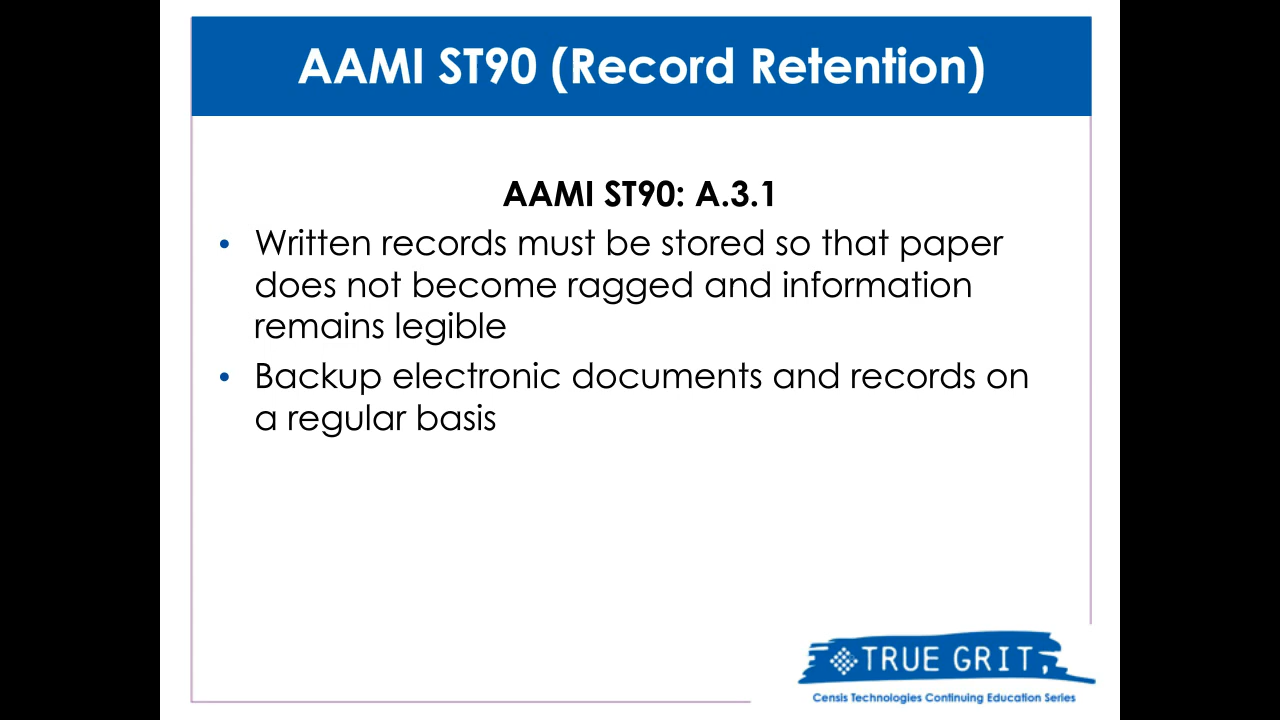 AAMI ST90 (Record Retention)
AAMI ST90: A.3.1
• Written records must be stored so that paper
does not become ragged and information
remains legible
• Backup electronic documents and records on
a regular basis
TRUE GRIT
Censis Technologies Continuing Education Series